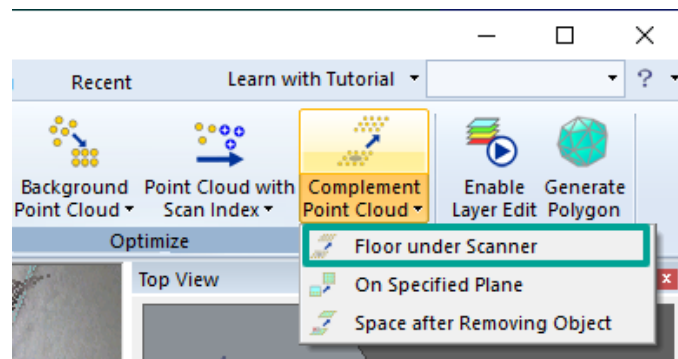 Recent
Learn with Tutorial
?
Background
Point Cloud
Point Cloud with
Scan Index
Complement
Point Cloud
Enable
Layer Edit
Generate
Polygon
Optimize
Floor under Scanner
Top View
On Specified Plane
Space after Removing Object